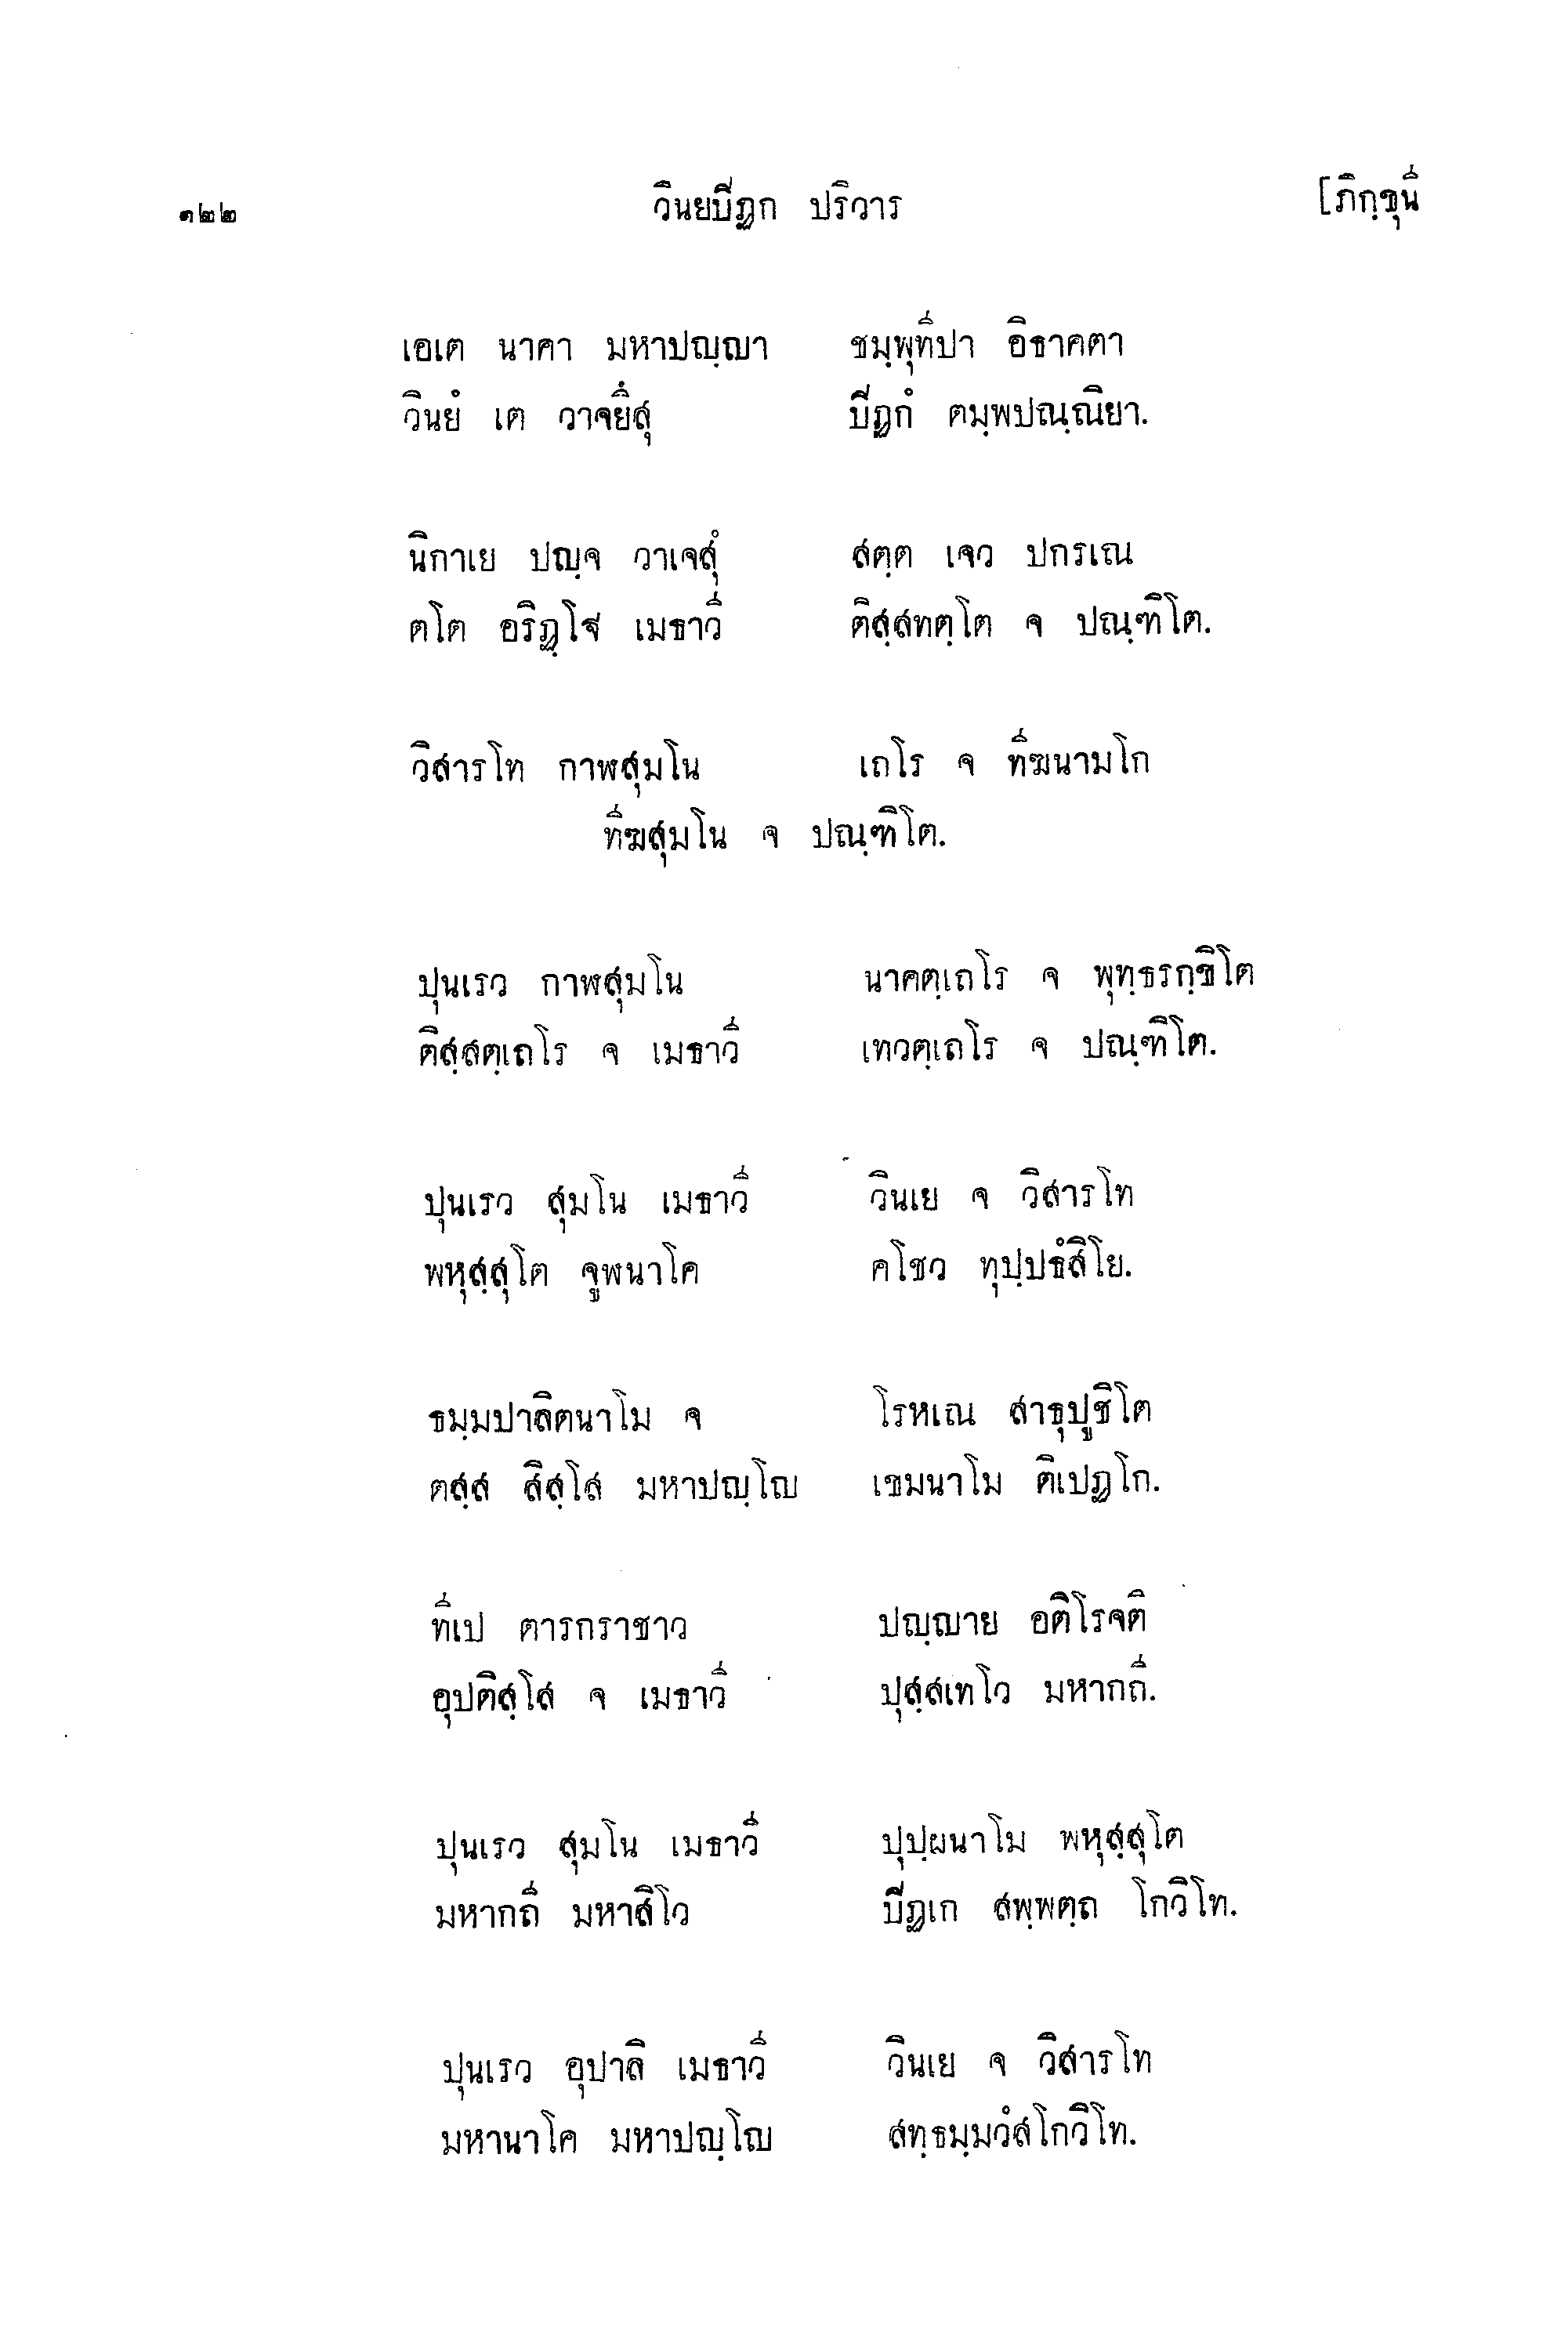 ๑๒๒ วินยปิฏก ปริวาร [ภิกฺขุนี
เอเต นาคา มหาปญฺญา ชมฺพุทีปา อิธาคตา
วินยํ เต วาจยึสุ ปิฏกํ ตมฺพปณฺณิยา.
นิกาเย ปญฺจ วาเจสุํ สตฺต เจว ปกรเณ
ตโต อริฏฺโฐ เมธาวี ติสฺสทตฺโต จ ปณฺฑิโต.
วิสารโท กาฬสุมโน เถโร จ ทีฆนามโก
ทีฆสุมโน จ ปณฺฑิโต.
ปุนเรว กาฬสุมโน นาคตฺเถโร จ พุทฺธรกฺขิโต
ติสฺสตฺเถโร จ เมธาวี เทวตฺเถโร จ ปณฺฑิโต.
ปุนเรว สุมโน เมธาวี วินเย จ วิสารโท
พหุสฺสุโต จูฬนาโค คโชว ทุปฺปธํสิโย.
ธมฺมปาลิตนาโม จ โรหเณ สาธุปูชิโต
ตสฺส สิสฺโส มหาปญฺโญ เขมนาโม ติเปฏโก.
ทีเป ตารกราชาว ปญฺญาย อติโรจติ
อุปติสฺโส จ เมธาวี ปุสฺสเทโว มหากถี.
ปุนเรว สุมโน เมธาวี ปุปฺผนาโม พหุสฺสุโต
มหากถี มหาสิโว ปิฏเก สพฺพตฺถ โกวิโท.
ปุนเรว อุปาลิ เมธาวี วินเย จ วิสารโท
มหานาโค มหาปญฺโญ สทฺธมฺมวํสโกวิโท.